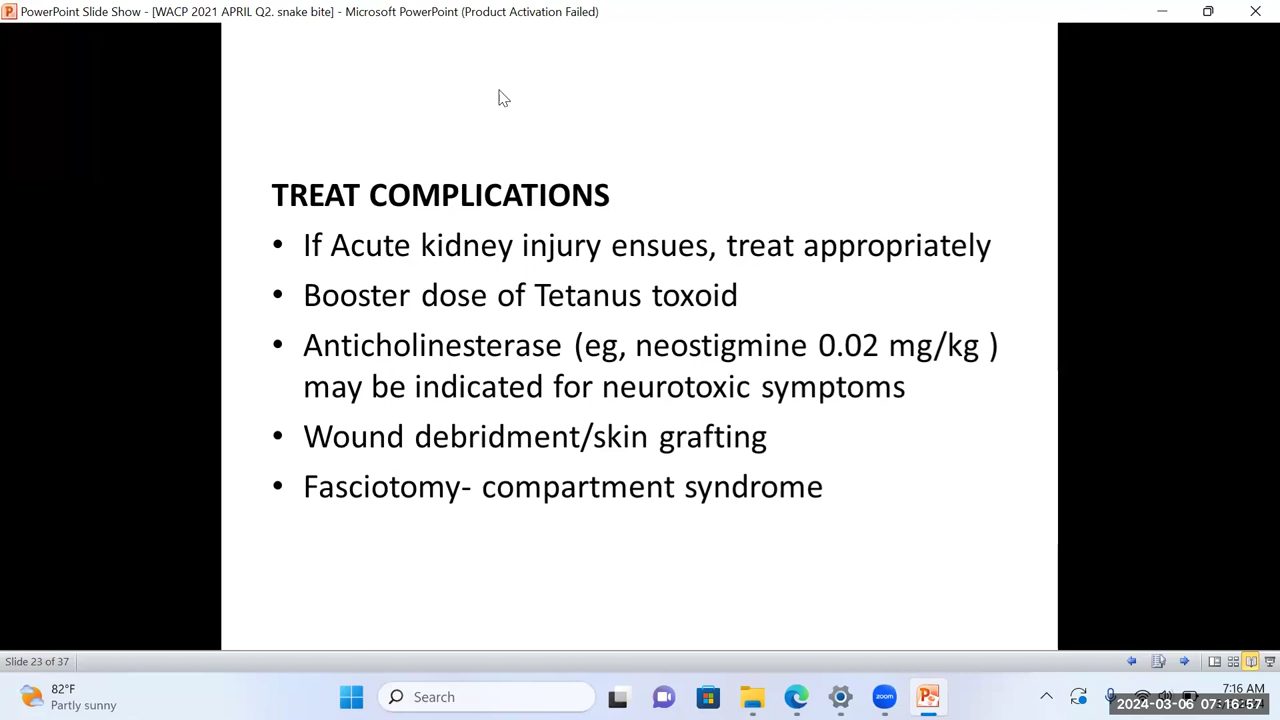 PowerPoint Slide Show - [WACP 2021 APRIL Q2. snake bite] - Microsoft PowerPoint (Product Activation Failed)
TREAT COMPLICATIONS
• If Acute kidney injury ensues, treat appropriately
• Booster dose of Tetanus toxoid
• Anticholinesterase (eg, neostigmine 0.02 mg/kg )
may be indicated for neurotoxic symptoms
• Wound debridment/skin grafting
• Fasciotomy- compartment syndrome
Slide 23 of 37
82°F
Partly sunny
Search
zoom
7:16 AM
2024-03-06 07:16:57